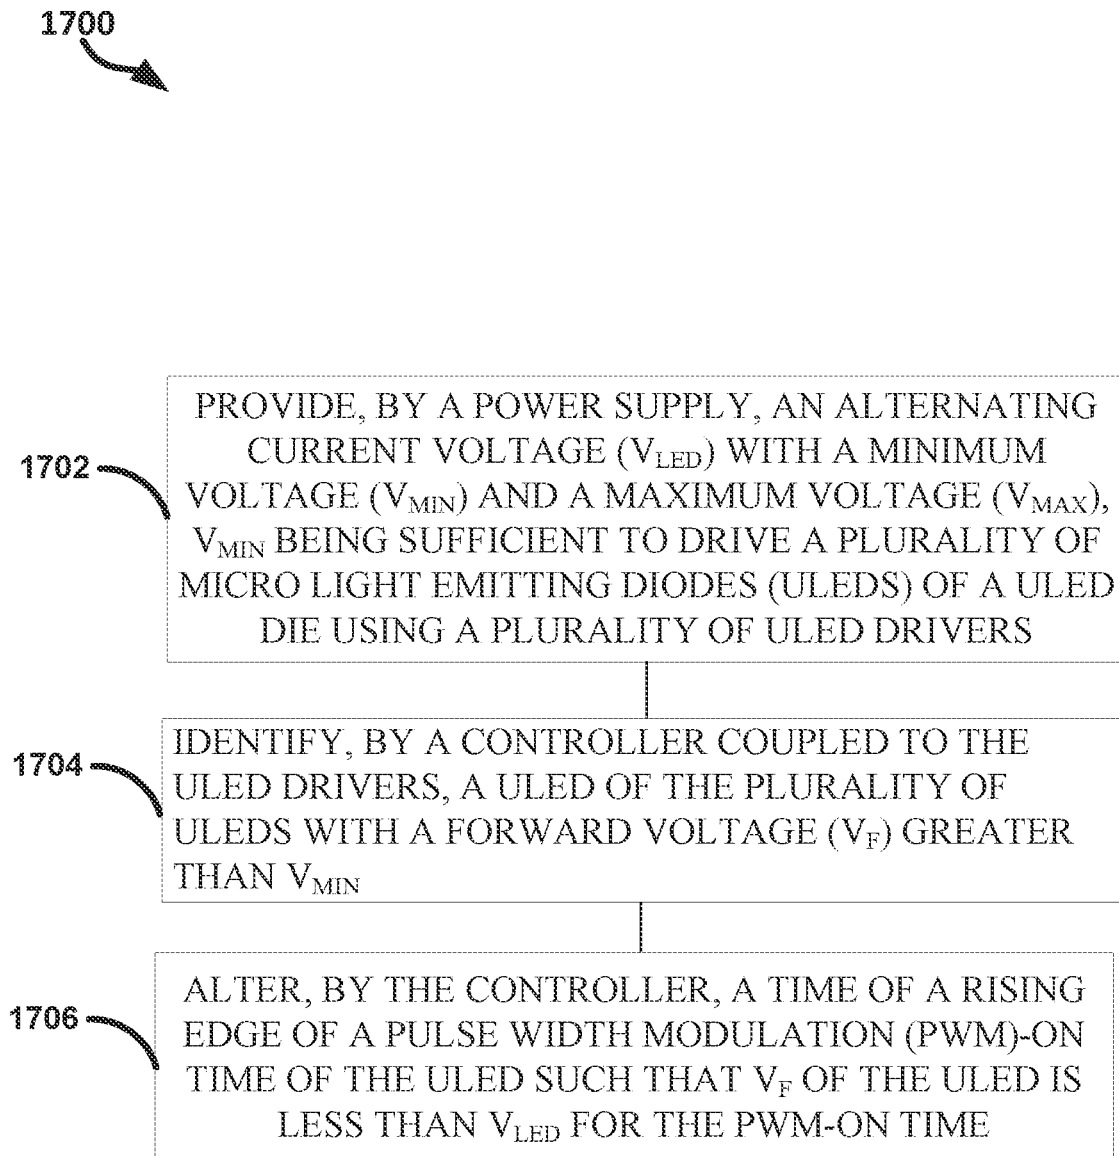 1700
1702
PROVIDE, BY A POWER SUPPLY, AN ALTERNATING
CURRENT VOLTAGE (VLED) WITH A MINIMUM
VOLTAGE (VMIN) AND A MAXIMUM VOLTAGE (VMAX),
VMIN BEING SUFFICIENT TO DRIVE A PLURALITY OF
MICRO LIGHT EMITTING DIODES (ULEDS) OF A ULED
DIE USING A PLURALITY OF ULED DRIVERS
1704
IDENTIFY, BY A CONTROLLER COUPLED TO THE
ULED DRIVERS, A ULED OF THE PLURALITY OF
ULEDS WITH A FORWARD VOLTAGE (VF) GREATER
THAN VMIN
1706
ALTER, BY THE CONTROLLER, A TIME OF A RISING
EDGE OF A PULSE WIDTH MODULATION (PWM)-ON
TIME OF THE ULED SUCH THAT VF OF THE ULED IS
LESS THAN VLED FOR THE PWM-ON TIME